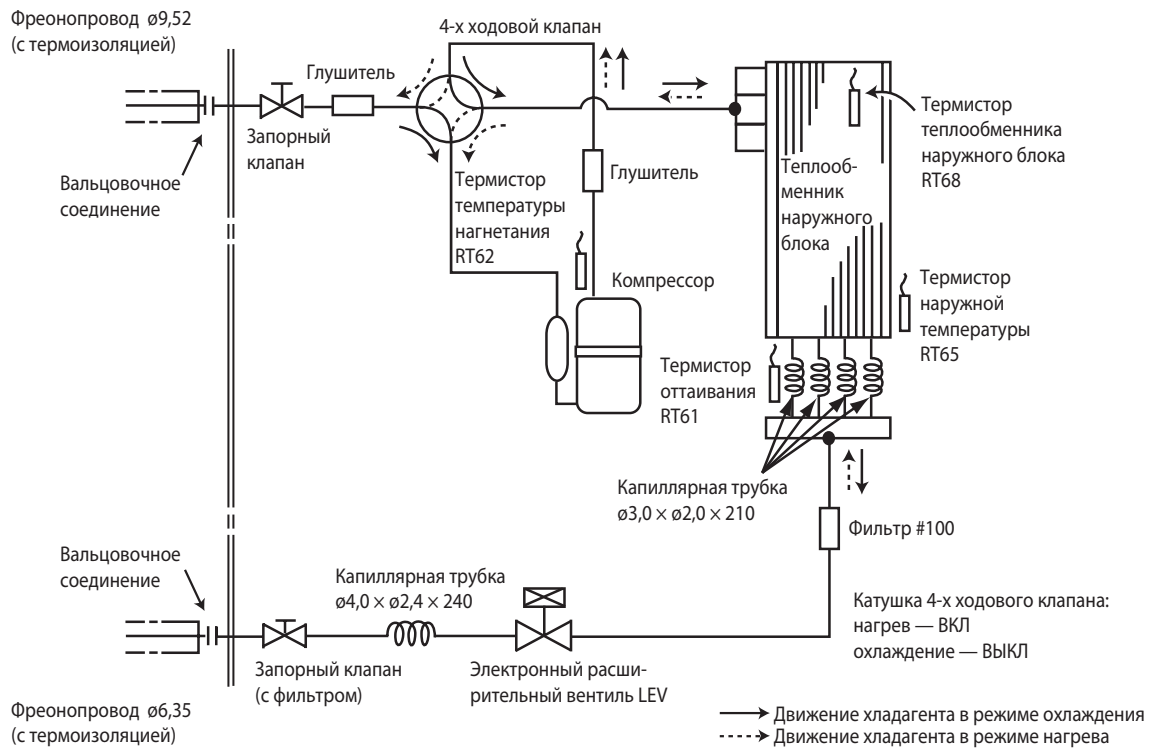 Фреонопровод ø9,52
(с термоизоляцией)
4-х ходовой клапан
Глушитель
Запорный
клапан
Вальцовочное
соединение
Термистор
температуры
нагнетания
RT62
Глушитель
Компрессор
Теплооб-
менник
наружного
блока
Термистор
теплообменника
наружного блока
RT68
Термистор
наружной
температуры
RT65
Термистор
оттаивания
RT61
Капиллярная трубка
ø3,0 × ø2,0 × 210
Фильтр #100
Вальцовочное
соединение
Капиллярная трубка
ø4,0 × ø2,4 × 240
Катушка 4-х ходового клапана:
нагрев — ВКЛ
охлаждение — ВЫКЛ
Запорный клапан
(с фильтром)
Электронный расши-
рительный вентиль LEV
Фреонопровод ø6,35
(с термоизоляцией)
Движение хладагента в режиме охлаждения
Движение хладагента в режиме нагрева